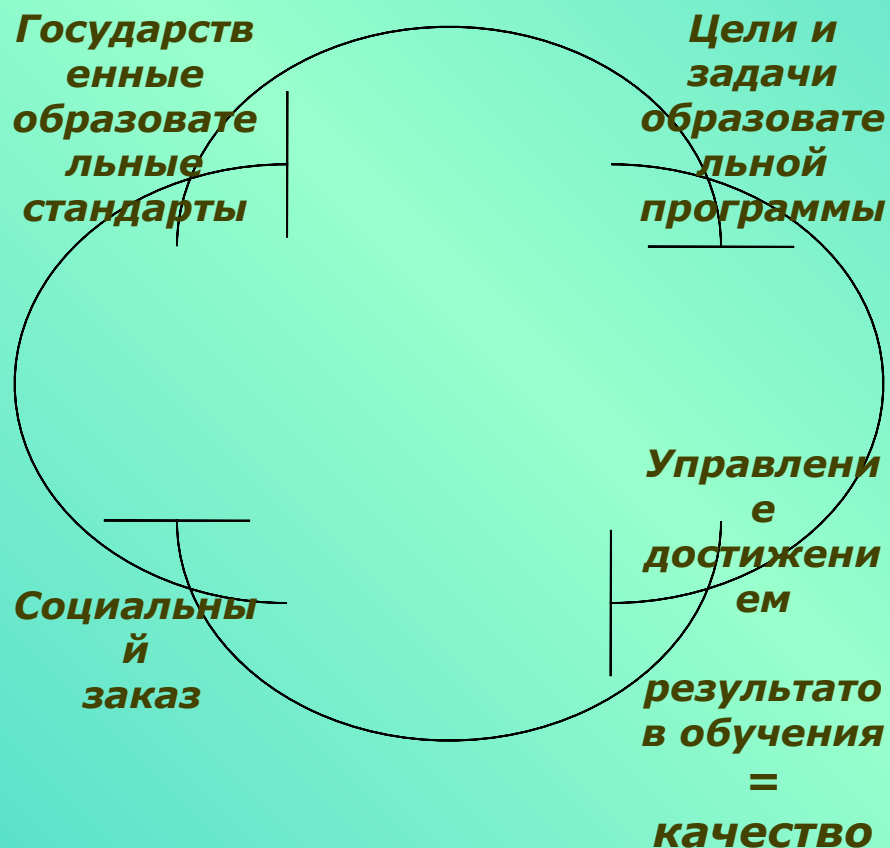 Государств
енные
образовате
льные
стандарты
Цели и
задачи
образовате
льной
программы
Социальны
й
заказ
Управлени
е
достижени
ем
результато
в обучения
=
качество